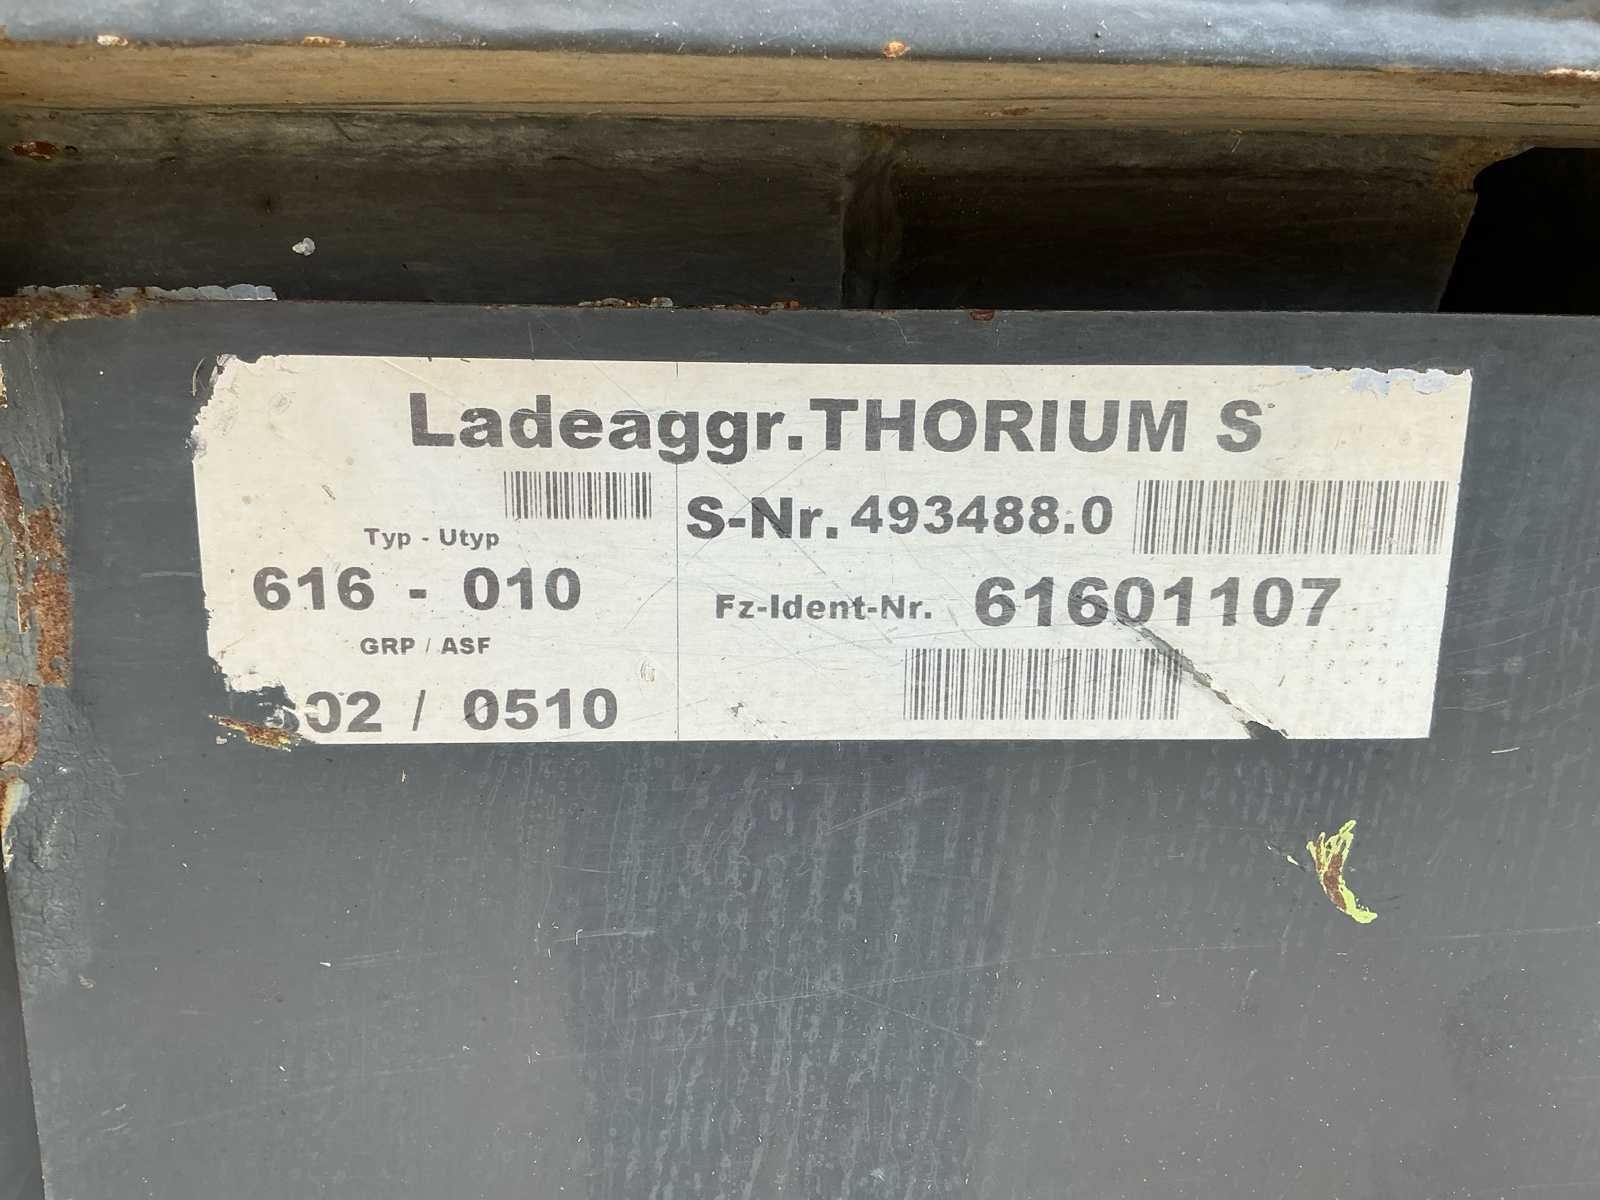 Ladeaggr.THORIUM S
S-Nr. 493488.0
Typ - Utyp
616 - 010
Fz-Ident-Nr. 61601107
GRP / ASF
02 / 0510